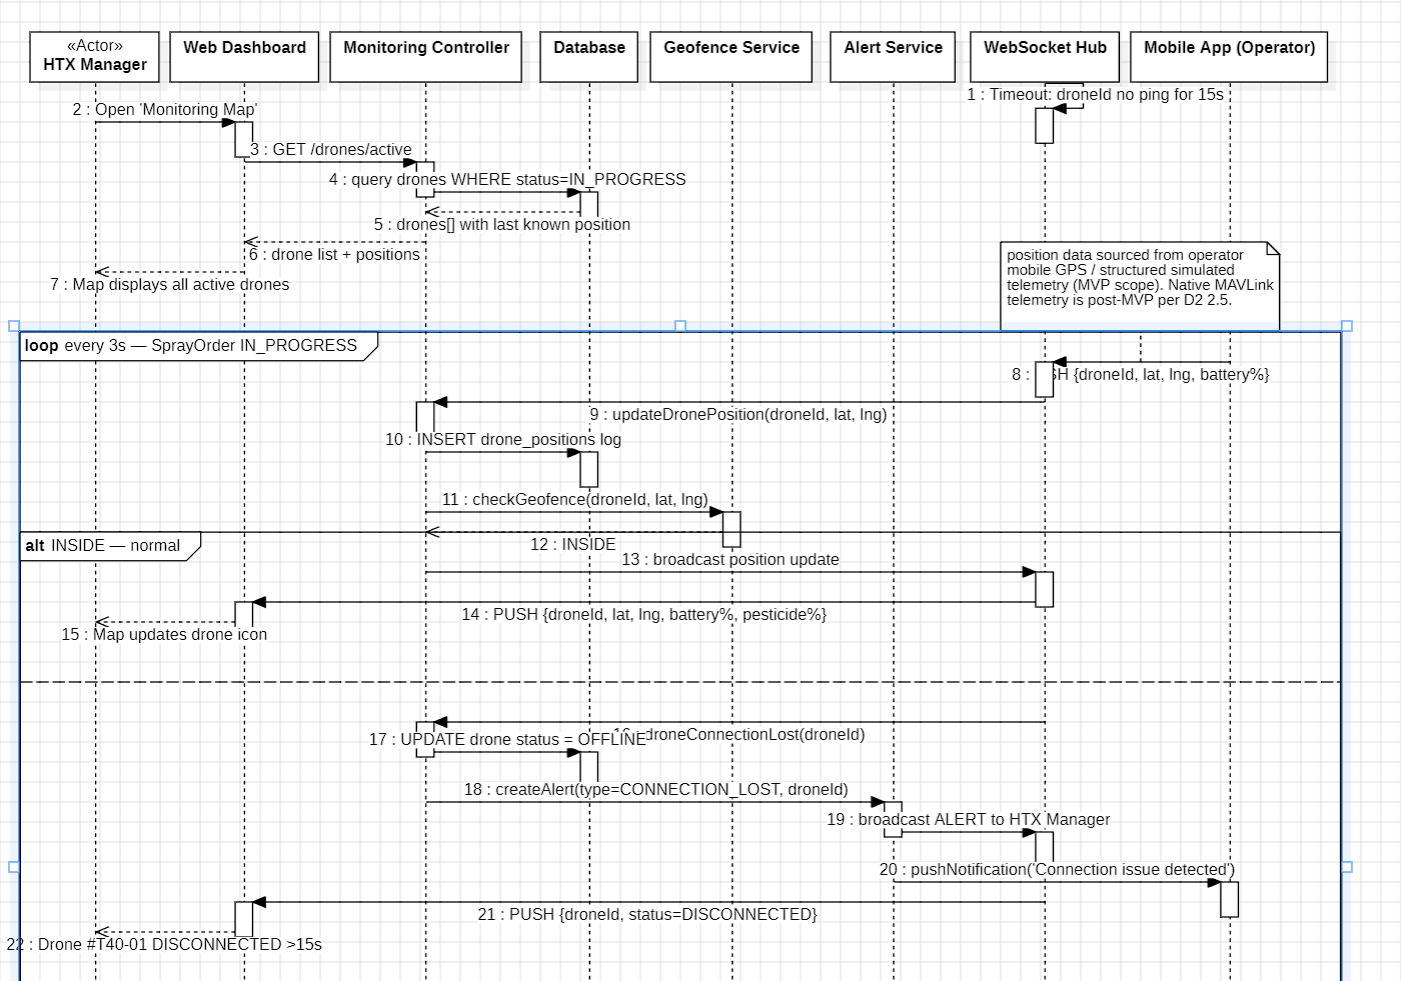 «Actor»
HTX Manager
Web Dashboard
Monitoring Controller
Database
Geofence Service
Alert Service
WebSocket Hub
Mobile App (Operator)
1 : Timeout: droneId no ping for 15s
2 : Open 'Monitoring Map'
3 : GET /drones/active
4 : query drones WHERE status=IN_PROGRESS
5 : drones[] with last known position
6 : drone list + positions
7 : Map displays all active drones
position data sourced from operator
mobile GPS / structured simulated
telemetry (MVP scope). Native MAVLink
telemetry is post-MVP per D2 2.5.
loop every 3s — SprayOrder IN_PROGRESS
8 : {droneId, lat, lng, battery%}
9 : updateDronePosition(droneId, lat, lng)
10 : INSERT drone_positions log
11 : checkGeofence(droneId, lat, lng)
alt INSIDE — normal
12 : INSIDE
13 : broadcast position update
14 : PUSH {droneId, lat, lng, battery%, pesticide%}
15 : Map updates drone icon
droneConnectionLost(droneId)
17 : UPDATE drone status = OFFLINE
18 : createAlert(type=CONNECTION_LOST, droneId)
19 : broadcast ALERT to HTX Manager
20 : pushNotification('Connection issue detected')
21 : PUSH {droneId, status=DISCONNECTED}
22 : Drone #T40-01 DISCONNECTED >15s